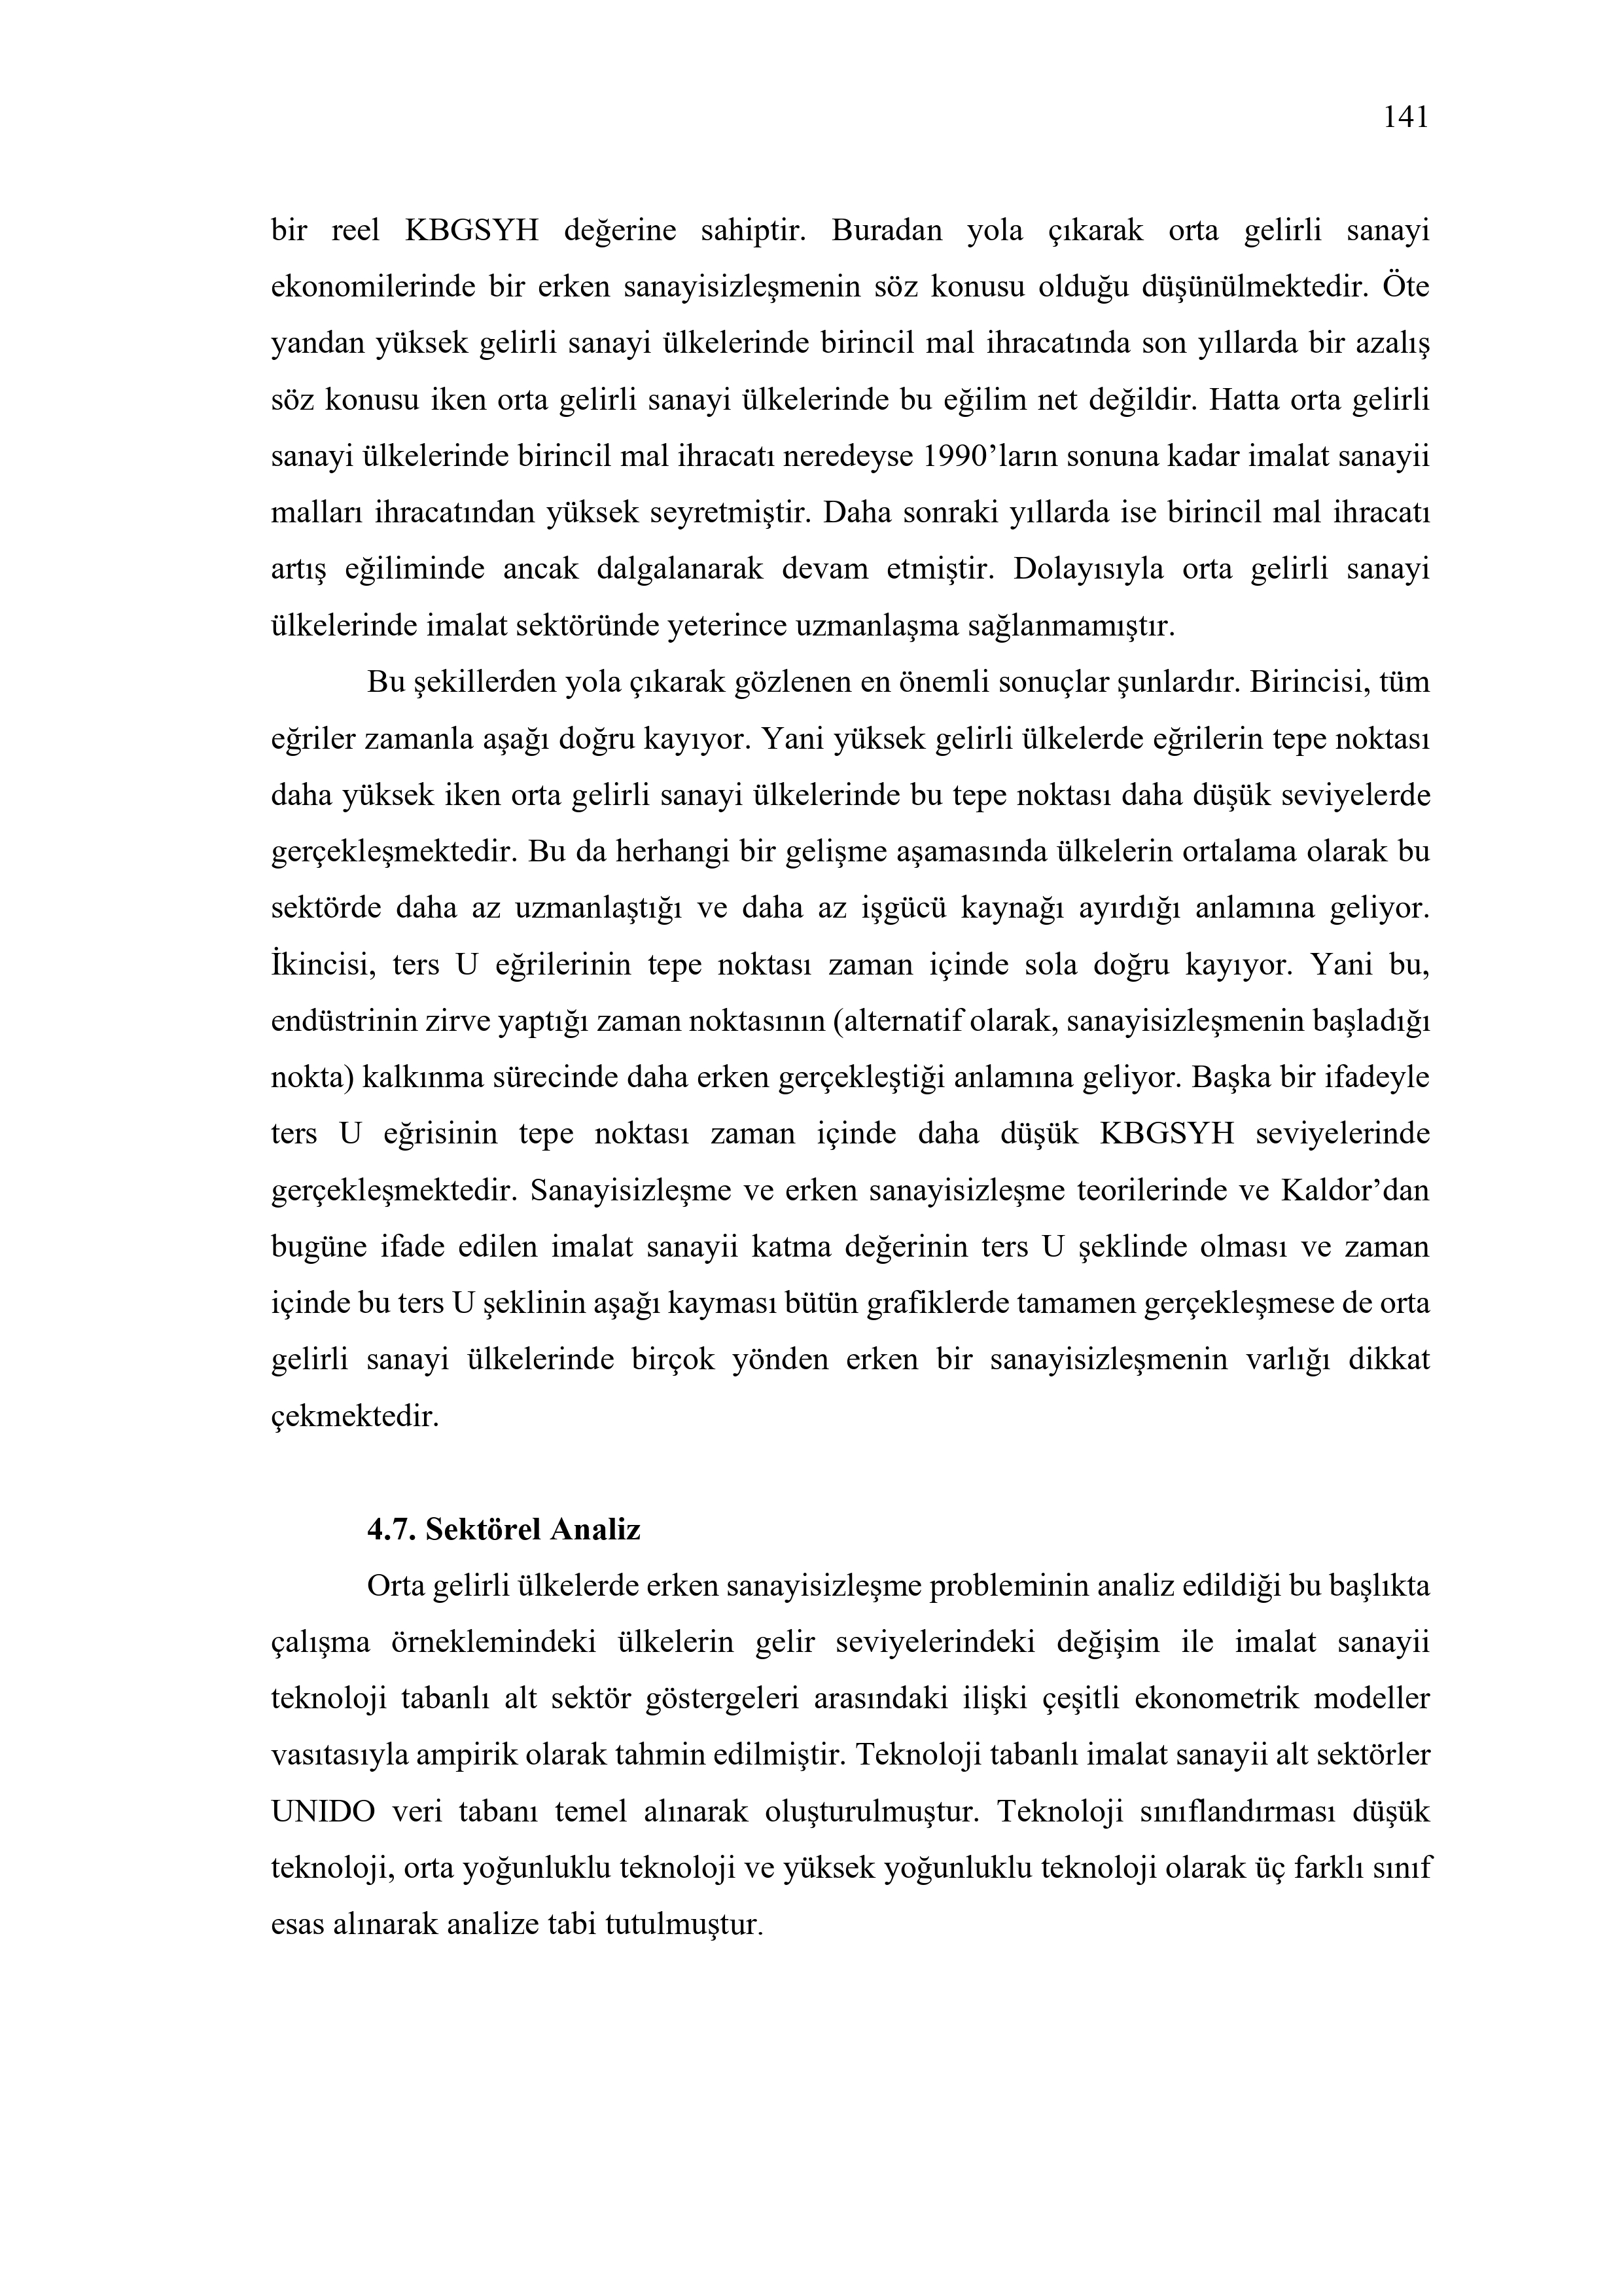 141
bir reel KBGSYH değerine sahiptir. Buradan yola çıkarak orta gelirli sanayi
ekonomilerinde bir erken sanayisizleşmenin söz konusu olduğu düşünülmektedir. Öte
yandan yüksek gelirli sanayi ülkelerinde birincil mal ihracatında son yıllarda bir azalış
söz konusu iken orta gelirli sanayi ülkelerinde bu eğilim net değildir. Hatta orta gelirli
sanayi ülkelerinde birincil mal ihracatı neredeyse 1990’ların sonuna kadar imalat sanayii
malları ihracatından yüksek seyretmiştir. Daha sonraki yıllarda ise birincil mal ihracatı
artış eğiliminde ancak dalgalanarak devam etmiştir. Dolayısıyla orta gelirli sanayi
ülkelerinde imalat sektöründe yeterince uzmanlaşma sağlanmamıştır.
Bu şekillerden yola çıkarak gözlenen en önemli sonuçlar şunlardır. Birincisi, tüm
eğriler zamanla aşağı doğru kayıyor. Yani yüksek gelirli ülkelerde eğrilerin tepe noktası
daha yüksek iken orta gelirli sanayi ülkelerinde bu tepe noktası daha düşük seviyelerde
gerçekleşmektedir. Bu da herhangi bir gelişme aşamasında ülkelerin ortalama olarak bu
sektörde daha az uzmanlaştığı ve daha az işgücü kaynağı ayırdığı anlamına geliyor.
İkincisi, ters U eğrilerinin tepe noktası zaman içinde sola doğru kayıyor. Yani bu,
endüstrinin zirve yaptığı zaman noktasının (alternatif olarak, sanayisizleşmenin başladığı
nokta) kalkınma sürecinde daha erken gerçekleştiği anlamına geliyor. Başka bir ifadeyle
ters U eğrisinin tepe noktası zaman içinde daha düşük KBGSYH seviyelerinde
gerçekleşmektedir. Sanayisizleşme ve erken sanayisizleşme teorilerinde ve Kaldor’dan
bugüne ifade edilen imalat sanayii katma değerinin ters U şeklinde olması ve zaman
içinde bu ters U şeklinin aşağı kayması bütün grafiklerde tamamen gerçekleşmese de orta
gelirli sanayi ülkelerinde birçok yönden erken bir sanayisizleşmenin varlığı dikkat
çekmektedir.
4.7. Sektörel Analiz
Orta gelirli ülkelerde erken sanayisizleşme probleminin analiz edildiği bu başlıkta
çalışma örneklemindeki ülkelerin gelir seviyelerindeki değişim ile imalat sanayii
teknoloji tabanlı alt sektör göstergeleri arasındaki ilişki çeşitli ekonometrik modeller
vasıtasıyla ampirik olarak tahmin edilmiştir. Teknoloji tabanlı imalat sanayii alt sektörler
UNIDO veri tabanı temel alınarak oluşturulmuştur. Teknoloji sınıflandırması düşük
teknoloji, orta yoğunluklu teknoloji ve yüksek yoğunluklu teknoloji olarak üç farklı sınıf
esas alınarak analize tabi tutulmuştur.